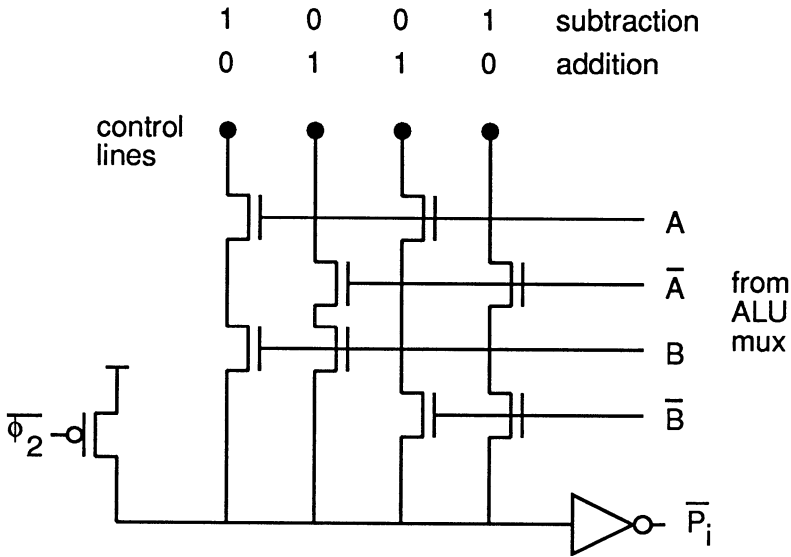 1 0 0 1 subtraction
0 1 1 0 addition
control
lines
A
A̅
from
ALU
mux
B
B̅
ϕ̅₂
P̅ᵢ